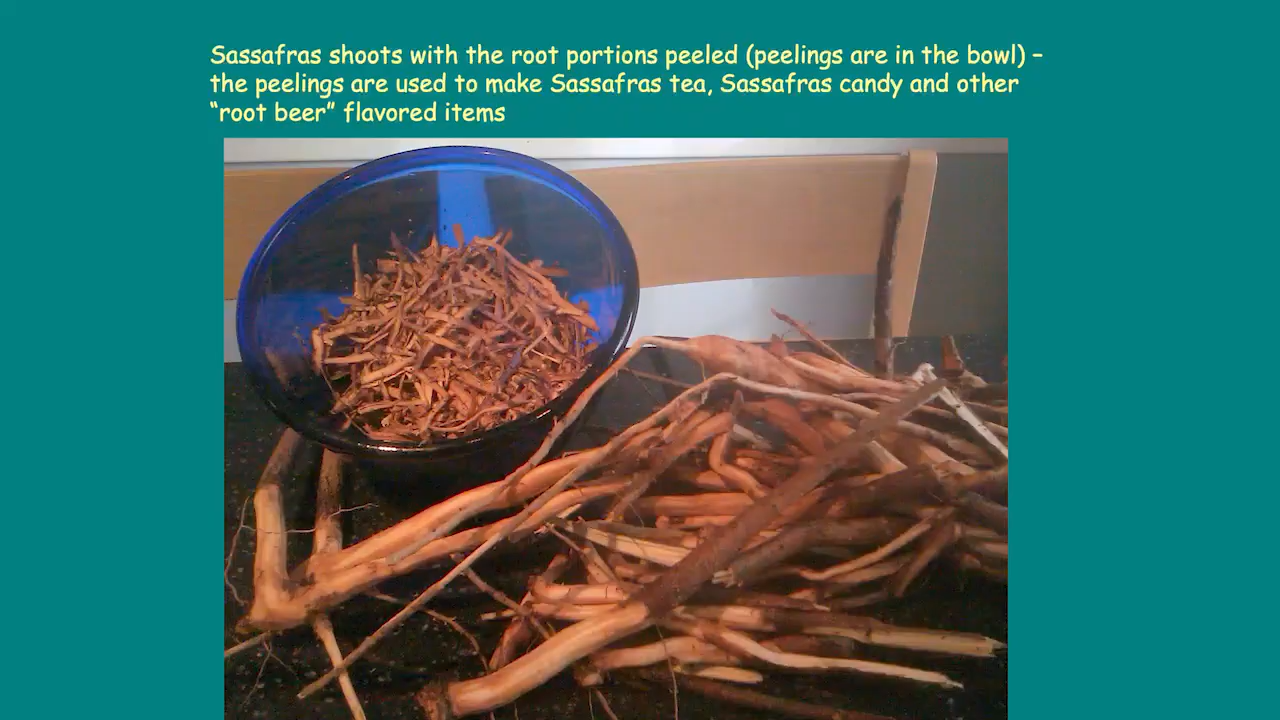 Sassafras shoots with the root portions peeled (peelings are in the bowl) –
the peelings are used to make Sassafras tea, Sassafras candy and other
“root beer” flavored items